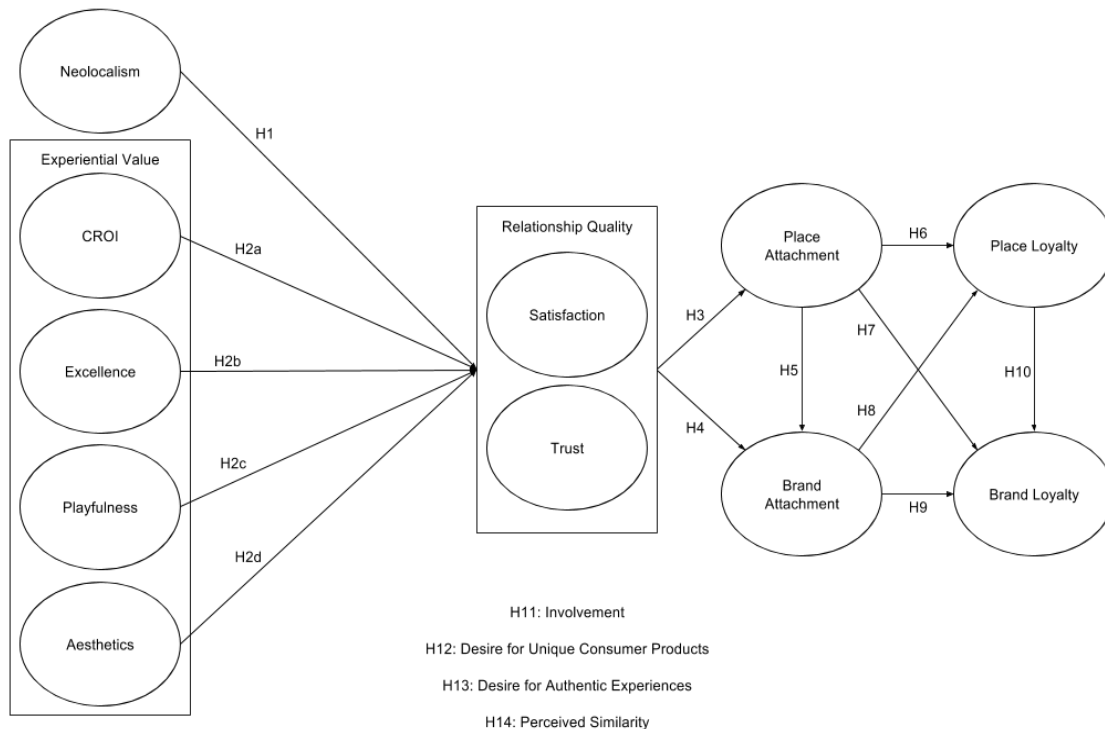 Neolocalism
H1
Experiential Value
CROI
H2a
Excellence
H2b
Playfulness
H2c
Aesthetics
H2d
Relationship Quality
Satisfaction
Trust
H3
H4
Place
Attachment
H5
Brand
Attachment
H6
H7
H8
H9
Place Loyalty
H10
Brand Loyalty
H11: Involvement
H12: Desire for Unique Consumer Products
H13: Desire for Authentic Experiences
H14: Perceived Similarity